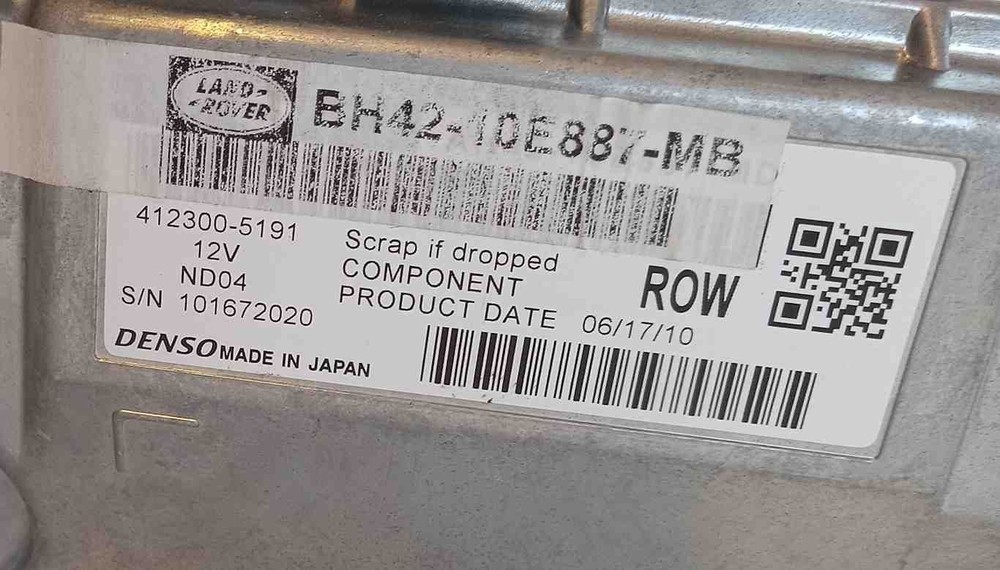 LAND-
-ROVER
BH42-10E887-MB
412300-5191
12V
ND04
S/N 101672020
Scrap if dropped
COMPONENT
PRODUCT DATE 06/17/10
ROW
DENSO MADE IN JAPAN